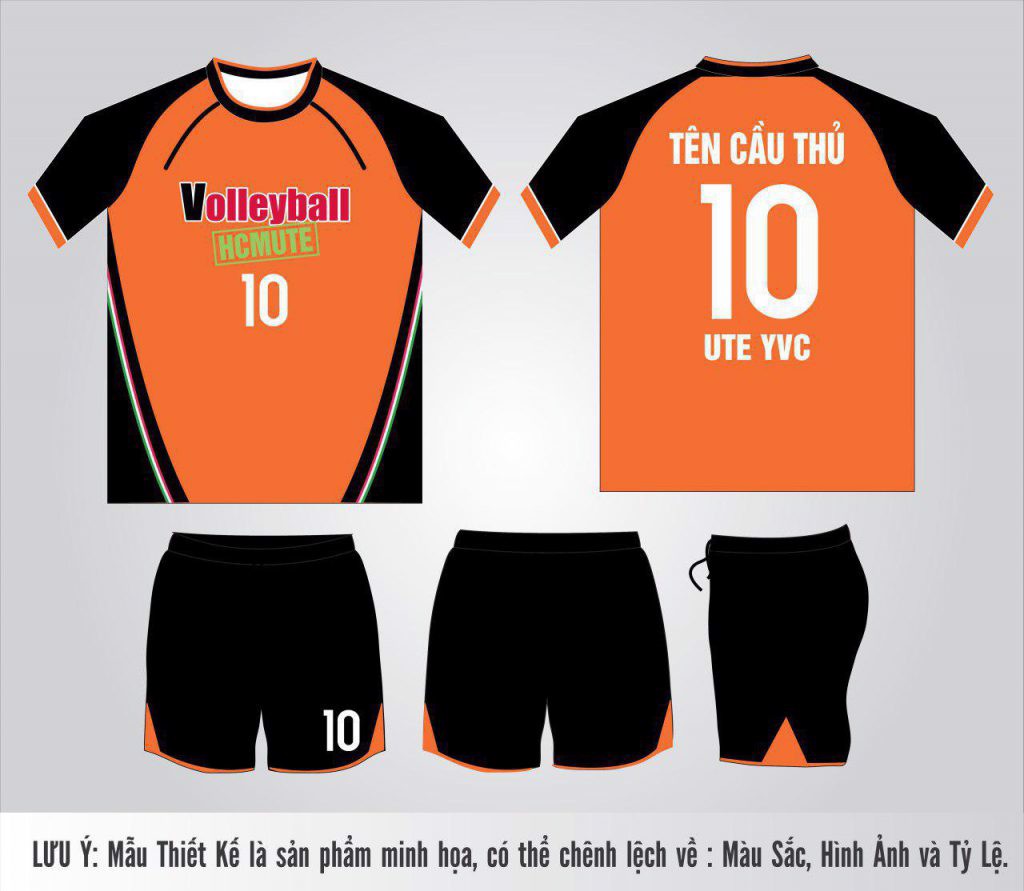 Volleyball
HCMUTE
10
TÊN CẦU THỦ
10
UTE YVC
10
LƯU Ý: Mẫu Thiết Kế là sản phẩm minh họa, có thể chênh lệch về : Màu Sắc, Hình Ảnh và Tỷ Lệ.